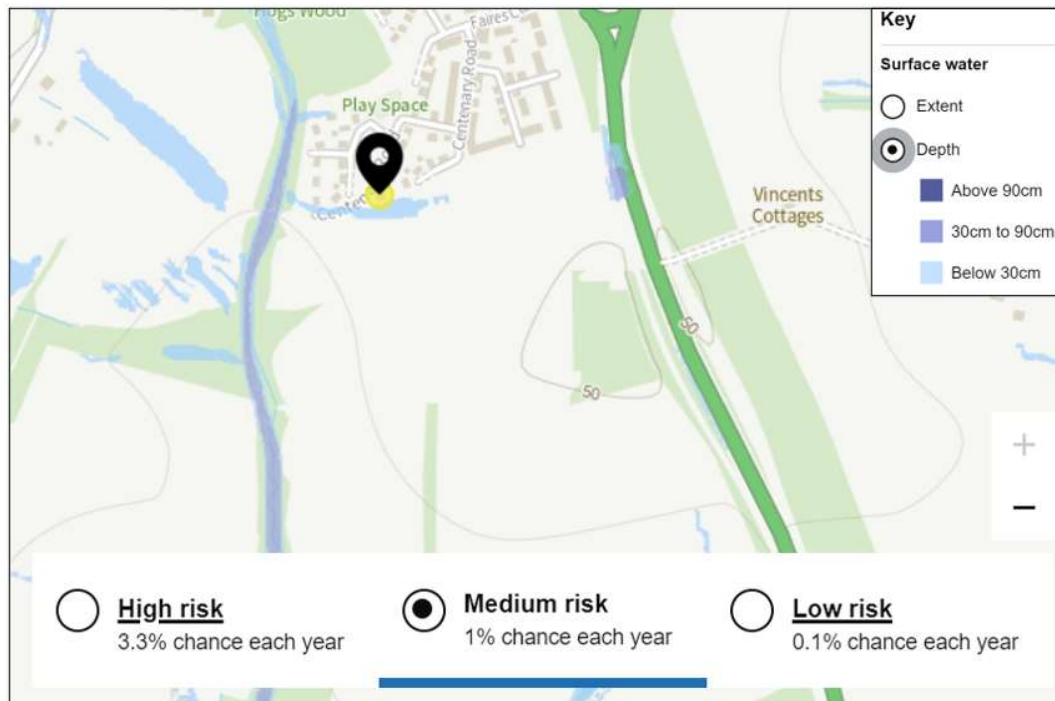 Hogs Wood
Faires C
Centenary Road
Play Space
Vincents
Cottages
50
50
Key
Surface water
Extent
Depth
Above 90cm
30cm to 90cm
Below 30cm
+
−
High risk
3.3% chance each year
Medium risk
1% chance each year
Low risk
0.1% chance each year